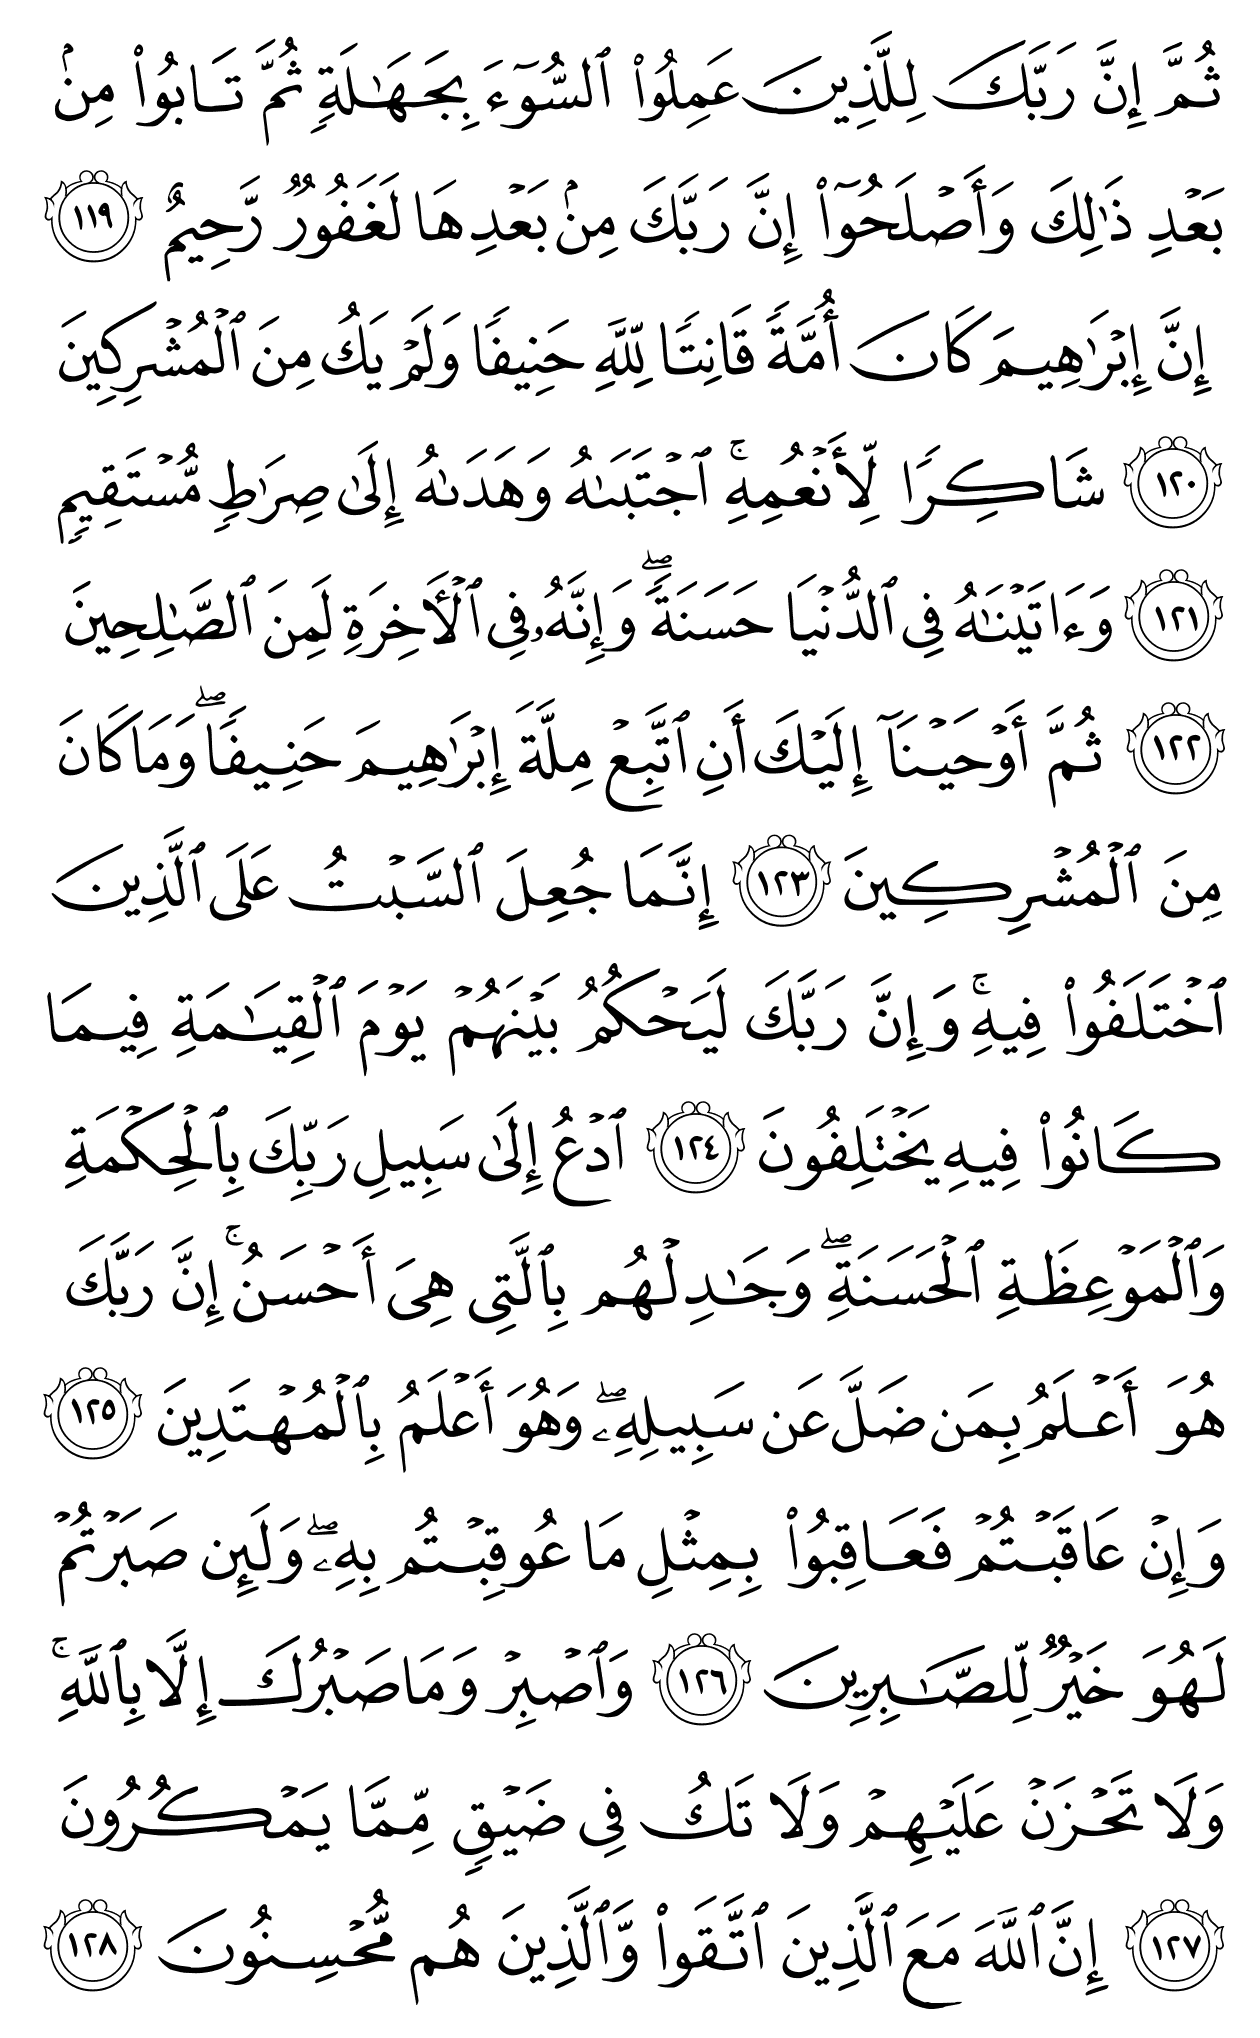 ثُمَّ إِنَّ رَبَّكَ لِلَّذِينَ عَمِلُوا۟ ٱلسُّوٓءَ بِجَهَٰلَةٍ ثُمَّ تَابُوا۟ مِنۢ
بَعْدِ ذَٰلِكَ وَأَصْلَحُوٓا۟ إِنَّ رَبَّكَ مِنۢ بَعْدِهَا لَغَفُورٌ رَّحِيمٌ ١١٩
إِنَّ إِبْرَٰهِيمَ كَانَ أُمَّةً قَانِتًا لِّلَّهِ حَنِيفًا وَلَمْ يَكُ مِنَ ٱلْمُشْرِكِينَ
١٢٠ شَاكِرًا لِّأَنْعُمِهِ ۚ ٱجْتَبَىٰهُ وَهَدَىٰهُ إِلَىٰ صِرَٰطٍ مُّسْتَقِيمٍ
١٢١ وَءَاتَيْنَٰهُ فِى ٱلدُّنْيَا حَسَنَةً ۖ وَإِنَّهُۥ فِى ٱلْأَخِرَةِ لَمِنَ ٱلصَّٰلِحِينَ
١٢٢ ثُمَّ أَوْحَيْنَآ إِلَيْكَ أَنِ ٱتَّبِعْ مِلَّةَ إِبْرَٰهِيمَ حَنِيفًا ۖ وَمَا كَانَ
مِنَ ٱلْمُشْرِكِينَ ١٢٣ إِنَّمَا جُعِلَ ٱلسَّبْتُ عَلَى ٱلَّذِينَ
ٱخْتَلَفُوا۟ فِيهِ ۚ وَإِنَّ رَبَّكَ لَيَحْكُمُ بَيْنَهُمْ يَوْمَ ٱلْقِيَٰمَةِ فِيمَا
كَانُوا۟ فِيهِ يَخْتَلِفُونَ ١٢٤ ٱدْعُ إِلَىٰ سَبِيلِ رَبِّكَ بِٱلْحِكْمَةِ
وَٱلْمَوْعِظَةِ ٱلْحَسَنَةِ ۖ وَجَٰدِلْهُم بِٱلَّتِى هِىَ أَحْسَنُ ۚ إِنَّ رَبَّكَ
هُوَ أَعْلَمُ بِمَن ضَلَّ عَن سَبِيلِهِۦ ۖ وَهُوَ أَعْلَمُ بِٱلْمُهْتَدِينَ ١٢٥
وَإِنْ عَاقَبْتُمْ فَعَاقِبُوا۟ بِمِثْلِ مَا عُوقِبْتُم بِهِۦ ۖ وَلَئِن صَبَرْتُمْ
لَهُوَ خَيْرٌ لِّلصَّٰبِرِينَ ١٢٦ وَٱصْبِرْ وَمَا صَبْرُكَ إِلَّا بِٱللَّهِ ۚ
وَلَا تَحْزَنْ عَلَيْهِمْ وَلَا تَكُ فِى ضَيْقٍ مِّمَّا يَمْكُرُونَ
١٢٧ إِنَّ ٱللَّهَ مَعَ ٱلَّذِينَ ٱتَّقَوا۟ وَّٱلَّذِينَ هُم مُّحْسِنُونَ ١٢٨